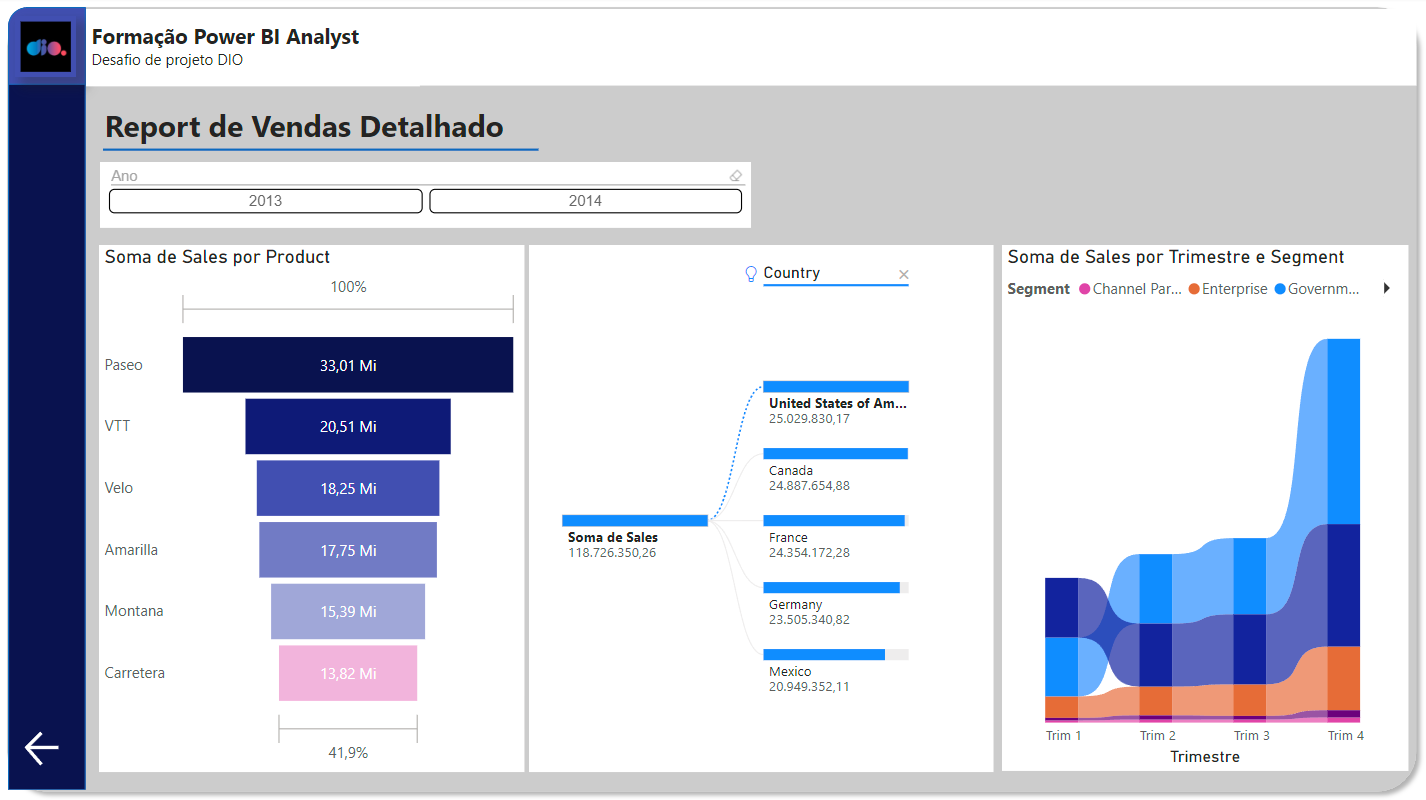 dio.
Formação Power BI Analyst
Desafio de projeto DIO
Report de Vendas Detalhado
Ano
2013
2014
Soma de Sales por Product
100%
Paseo
33,01 Mi
VTT
20,51 Mi
Velo
18,25 Mi
Amarilla
17,75 Mi
Montana
15,39 Mi
Carretera
13,82 Mi
41,9%
Country
Soma de Sales
118.726.350,26
United States of Am...
25.029.830,17
Canada
24.887.654,88
France
24.354.172,28
Germany
23.505.340,82
Mexico
20.949.352,11
Soma de Sales por Trimestre e Segment
Segment Channel Par... Enterprise Governm...
Trim 1 Trim 2 Trim 3 Trim 4
Trimestre